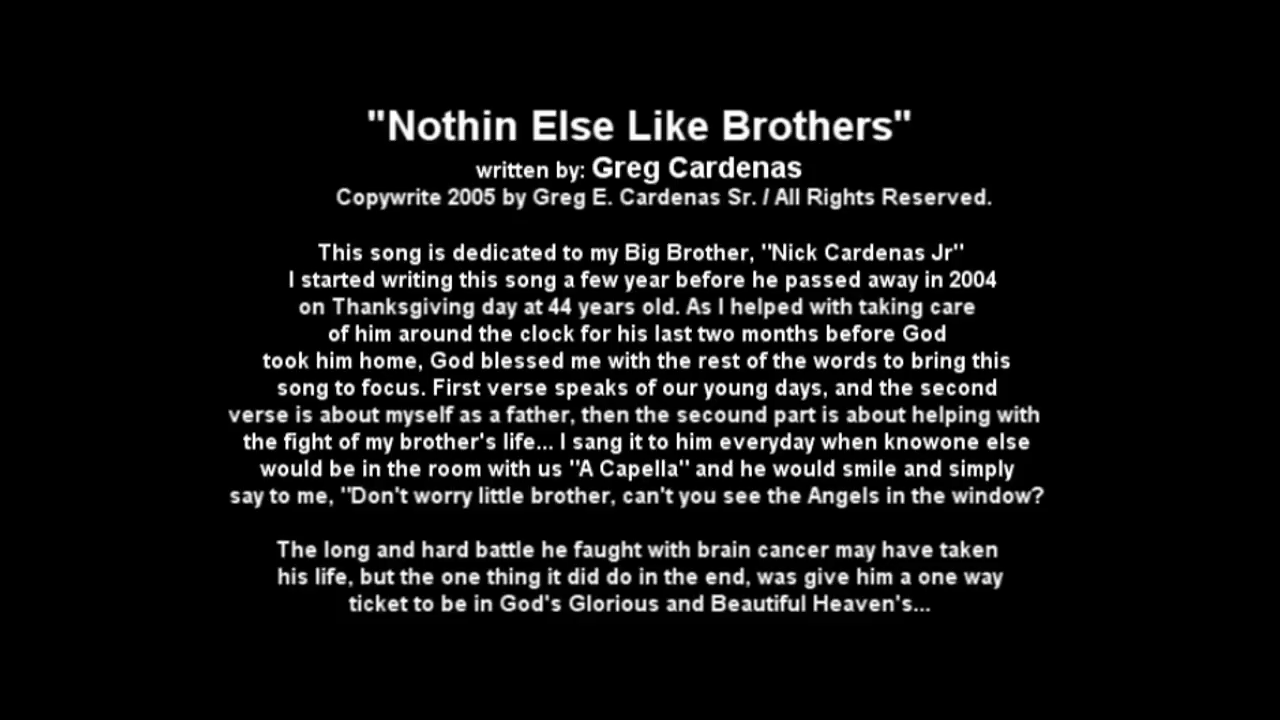 "Nothin Else Like Brothers"
written by: Greg Cardenas
Copywrite 2005 by Greg E. Cardenas Sr. / All Rights Reserved.
This song is dedicated to my Big Brother, "Nick Cardenas Jr"
I started writing this song a few year before he passed away in 2004
on Thanksgiving day at 44 years old. As I helped with taking care
of him around the clock for his last two months before God
took him home, God blessed me with the rest of the words to bring this
song to focus. First verse speaks of our young days, and the second
verse is about myself as a father, then the secound part is about helping with
the fight of my brother's life... I sang it to him everyday when knowone else
would be in the room with us "A Capella" and he would smile and simply
say to me, "Don't worry little brother, can't you see the Angels in the window?
The long and hard battle he faught with brain cancer may have taken
his life, but the one thing it did do in the end, was give him a one way
ticket to be in God's Glorious and Beautiful Heaven's...